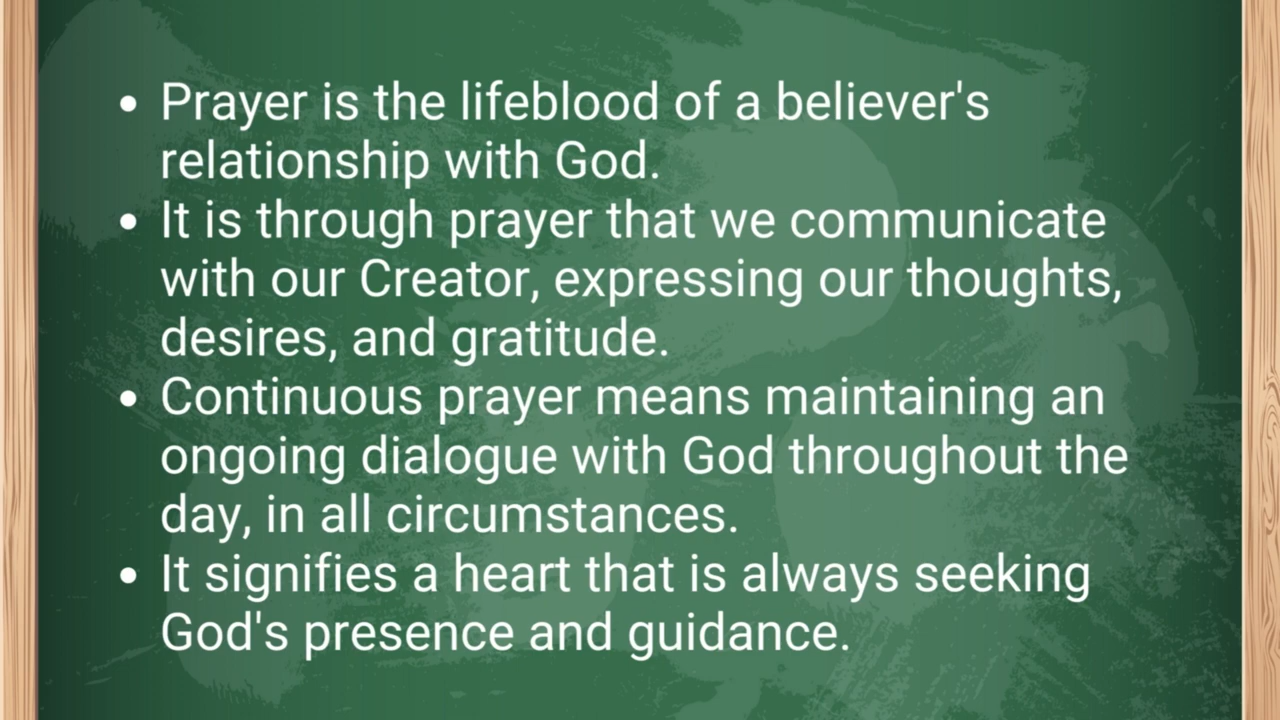 • Prayer is the lifeblood of a believer's
relationship with God.
• It is through prayer that we communicate
with our Creator, expressing our thoughts,
desires, and gratitude.
• Continuous prayer means maintaining an
ongoing dialogue with God throughout the
day, in all circumstances.
• It signifies a heart that is always seeking
God's presence and guidance.